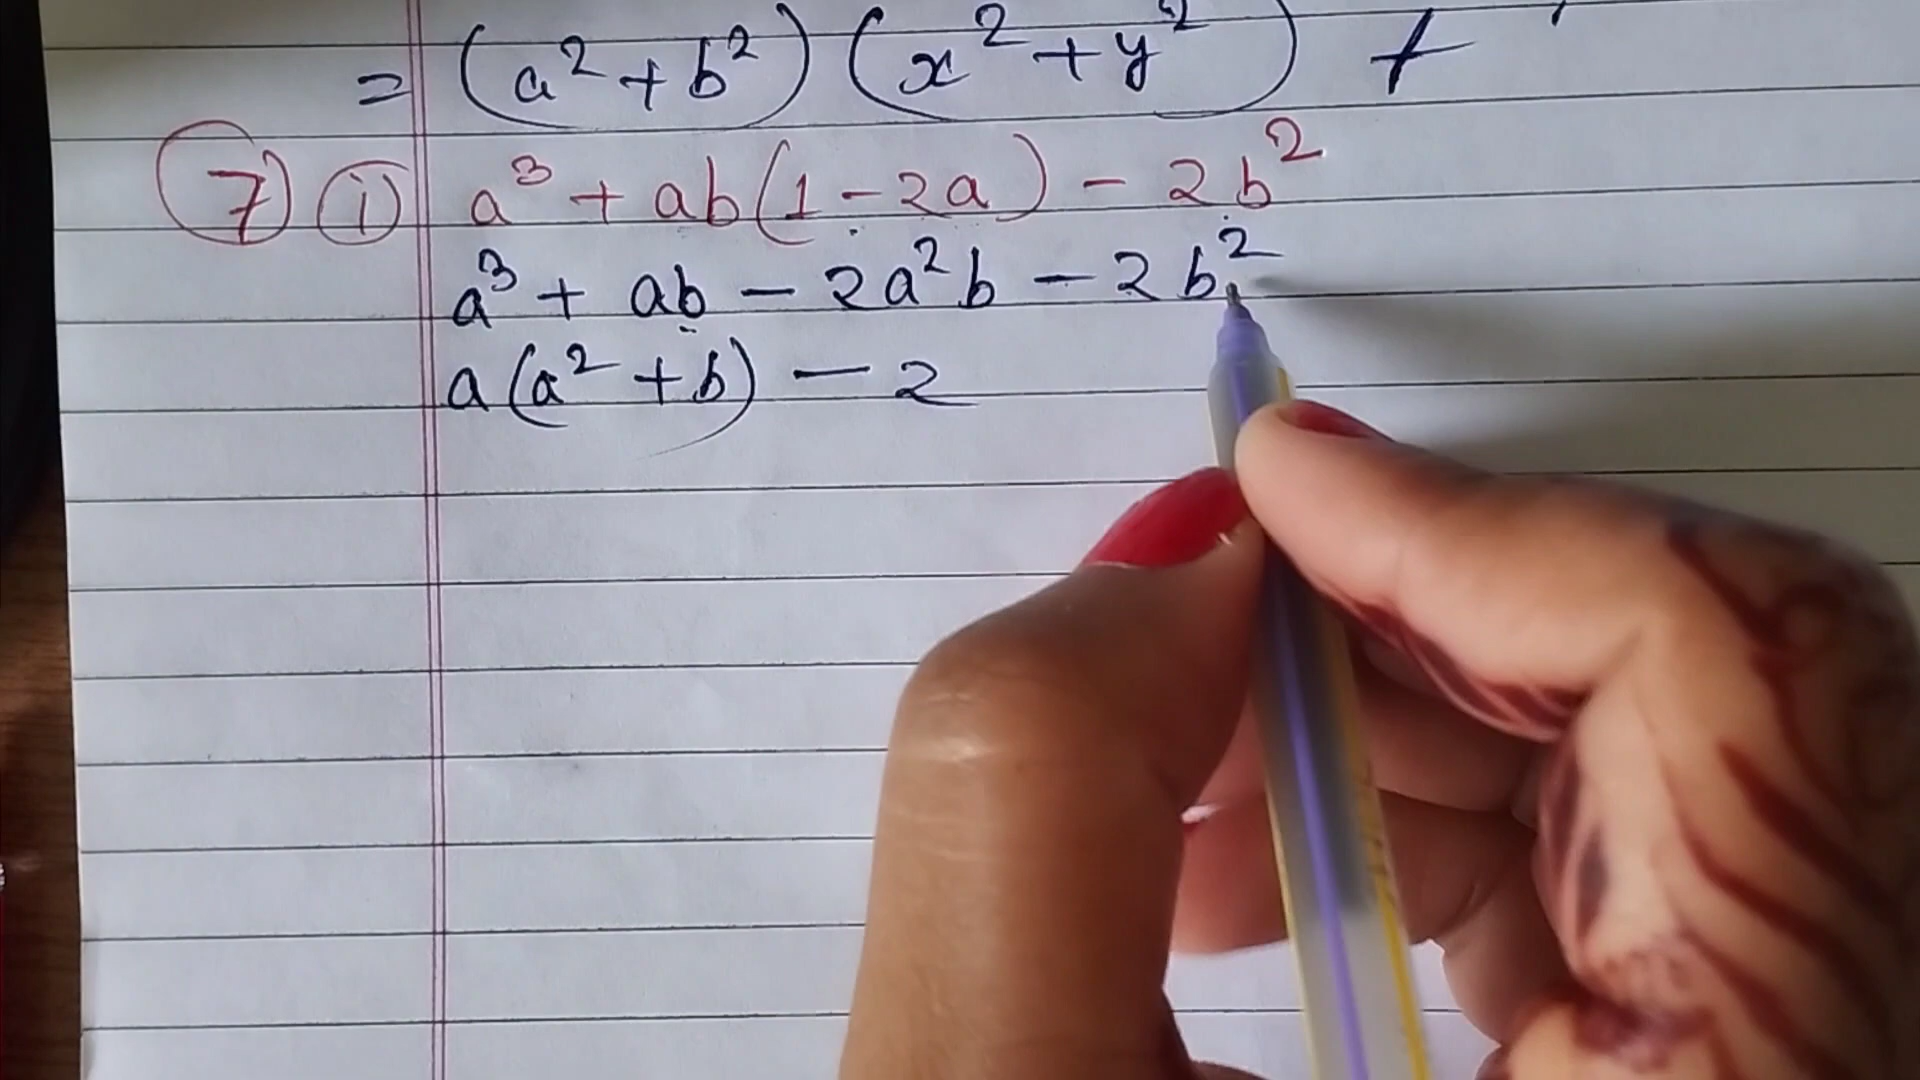 = (a² + b²) (x² + y²)
7) i) a³ + ab(1 - 2a) - 2b²
a³ + ab - 2a²b - 2b²
a(a² + b) - 2